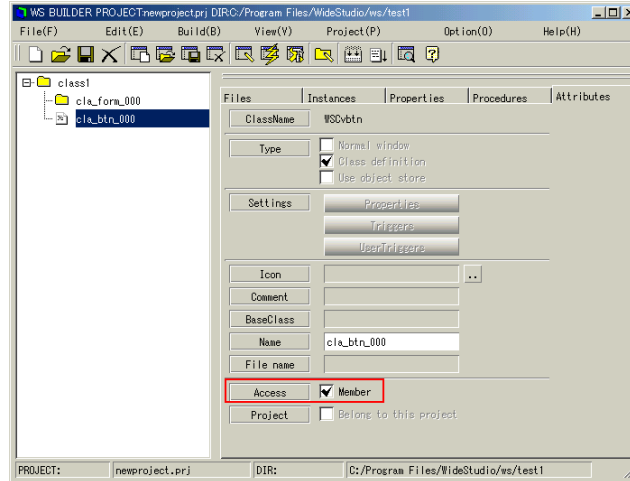 WS BUILDER PROJECTnewproject.prj DIRC:/Program Files/WideStudio/ws/test1
File(F) Edit(E) Build(B) View(V) Project(P) Option(O) Help(H)
class1
cla_form_000
cla_btn_000
Files Instances Properties Procedures Attributes
ClassName WSCvbtn
Type Normal window
Class definition
Use object store
Settings Properties
Triggers
UserTriggers
Icon ..
Comment
BaseClass
Name cla_btn_000
File name
Access Member
Project Belong to this project
PROJECT: newproject.prj DIR: C:/Program Files/WideStudio/ws/test1